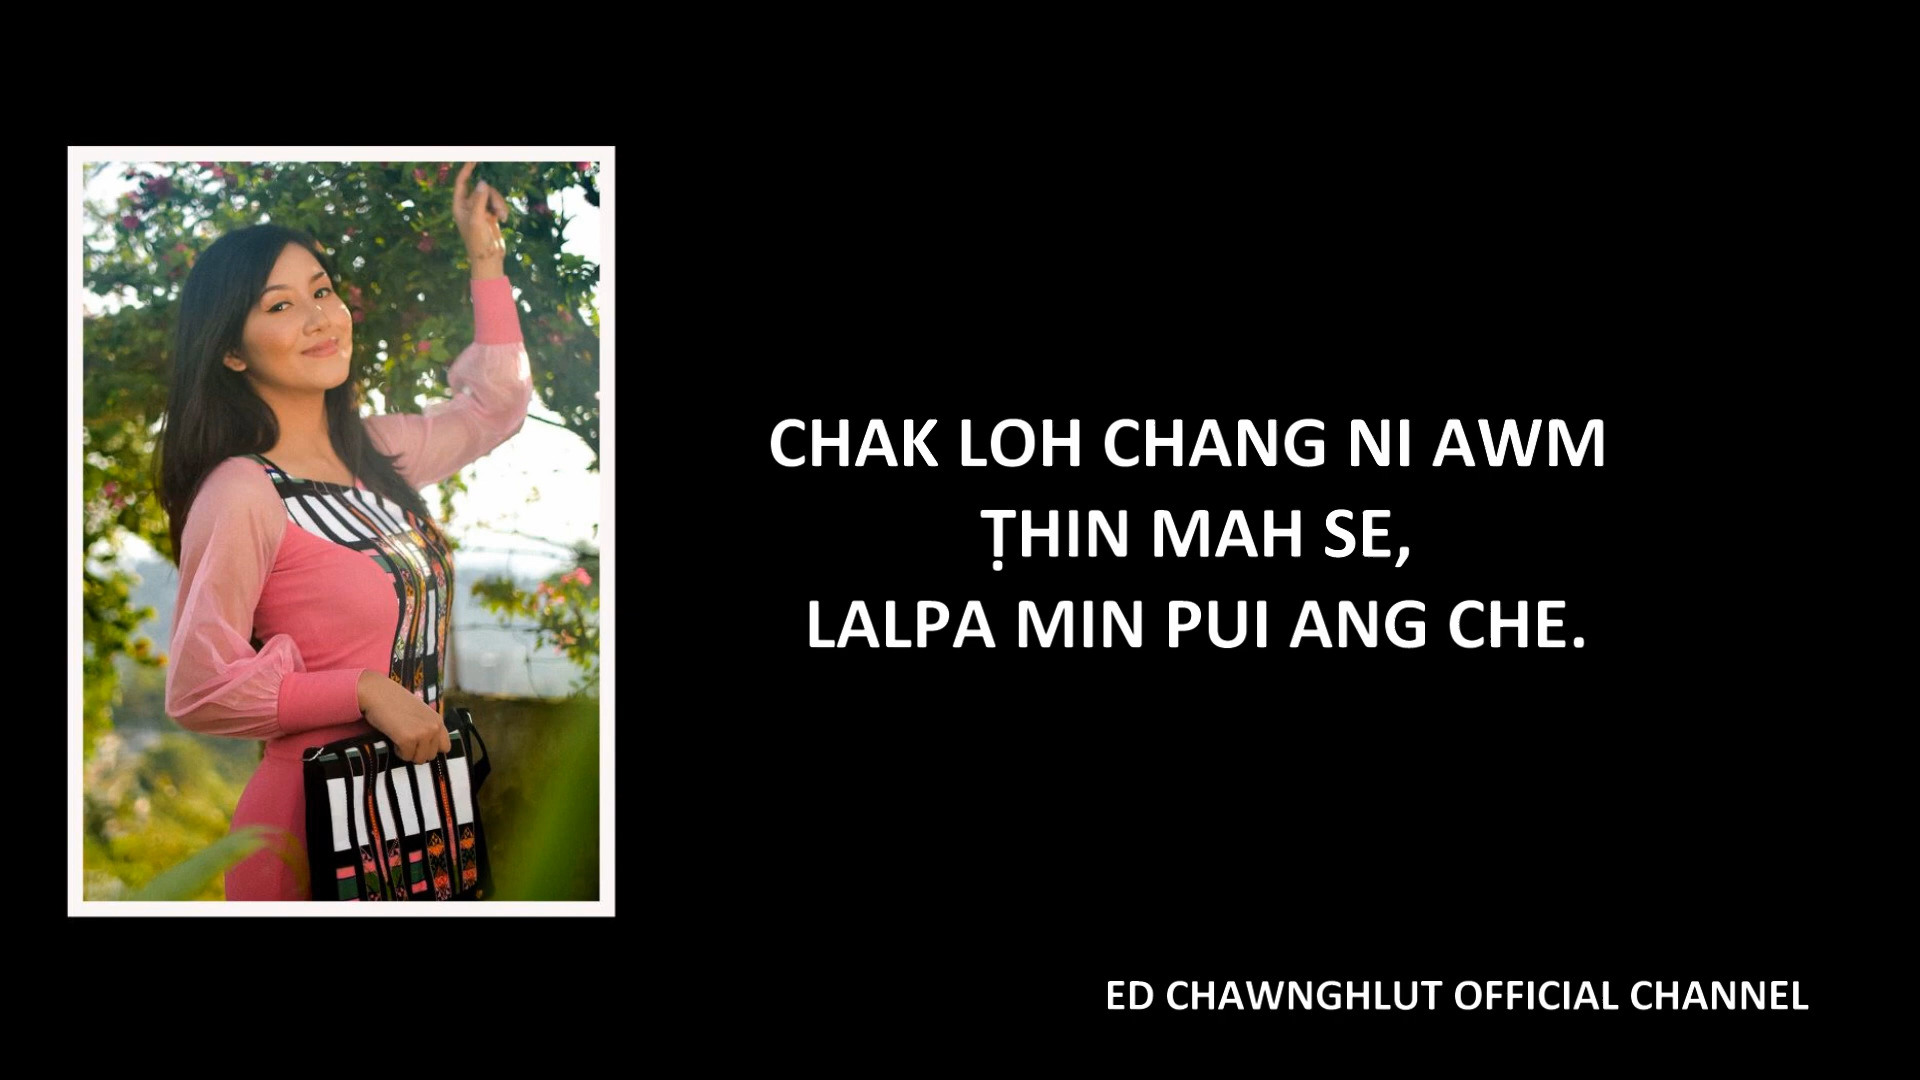 CHAK LOH CHANG NI AWM
ṬHIN MAH SE,
LALPA MIN PUI ANG CHE.
ED CHAWNGHLUT OFFICIAL CHANNEL